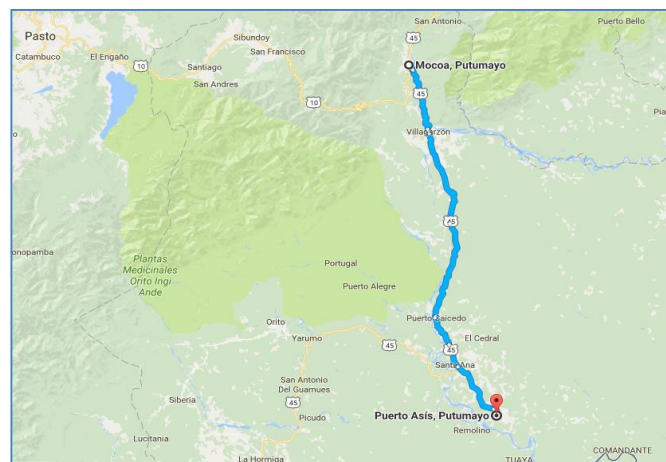 San Antonio
Puerto Bello
Pasto
Sibundoy
45
Catambuco
El Engaño
San Francisco
10
Santiago
Mocoa, Putumayo
San Andres
45
10
Villagarzón
45
onopamba
Plantas
Medicinales
Orito Ingi
Ande
Portugal
Puerto Alegre
Puerto Caicedo
Orito
Yarumo
El Cedral
45
45
Santa Ana
San Antonio
Del Guamues
Siberia
45
Picudo
Puerto Asís, Putumayo
Remolino
Lucitania
La Hormiga
TUAYA
COMANDANTE